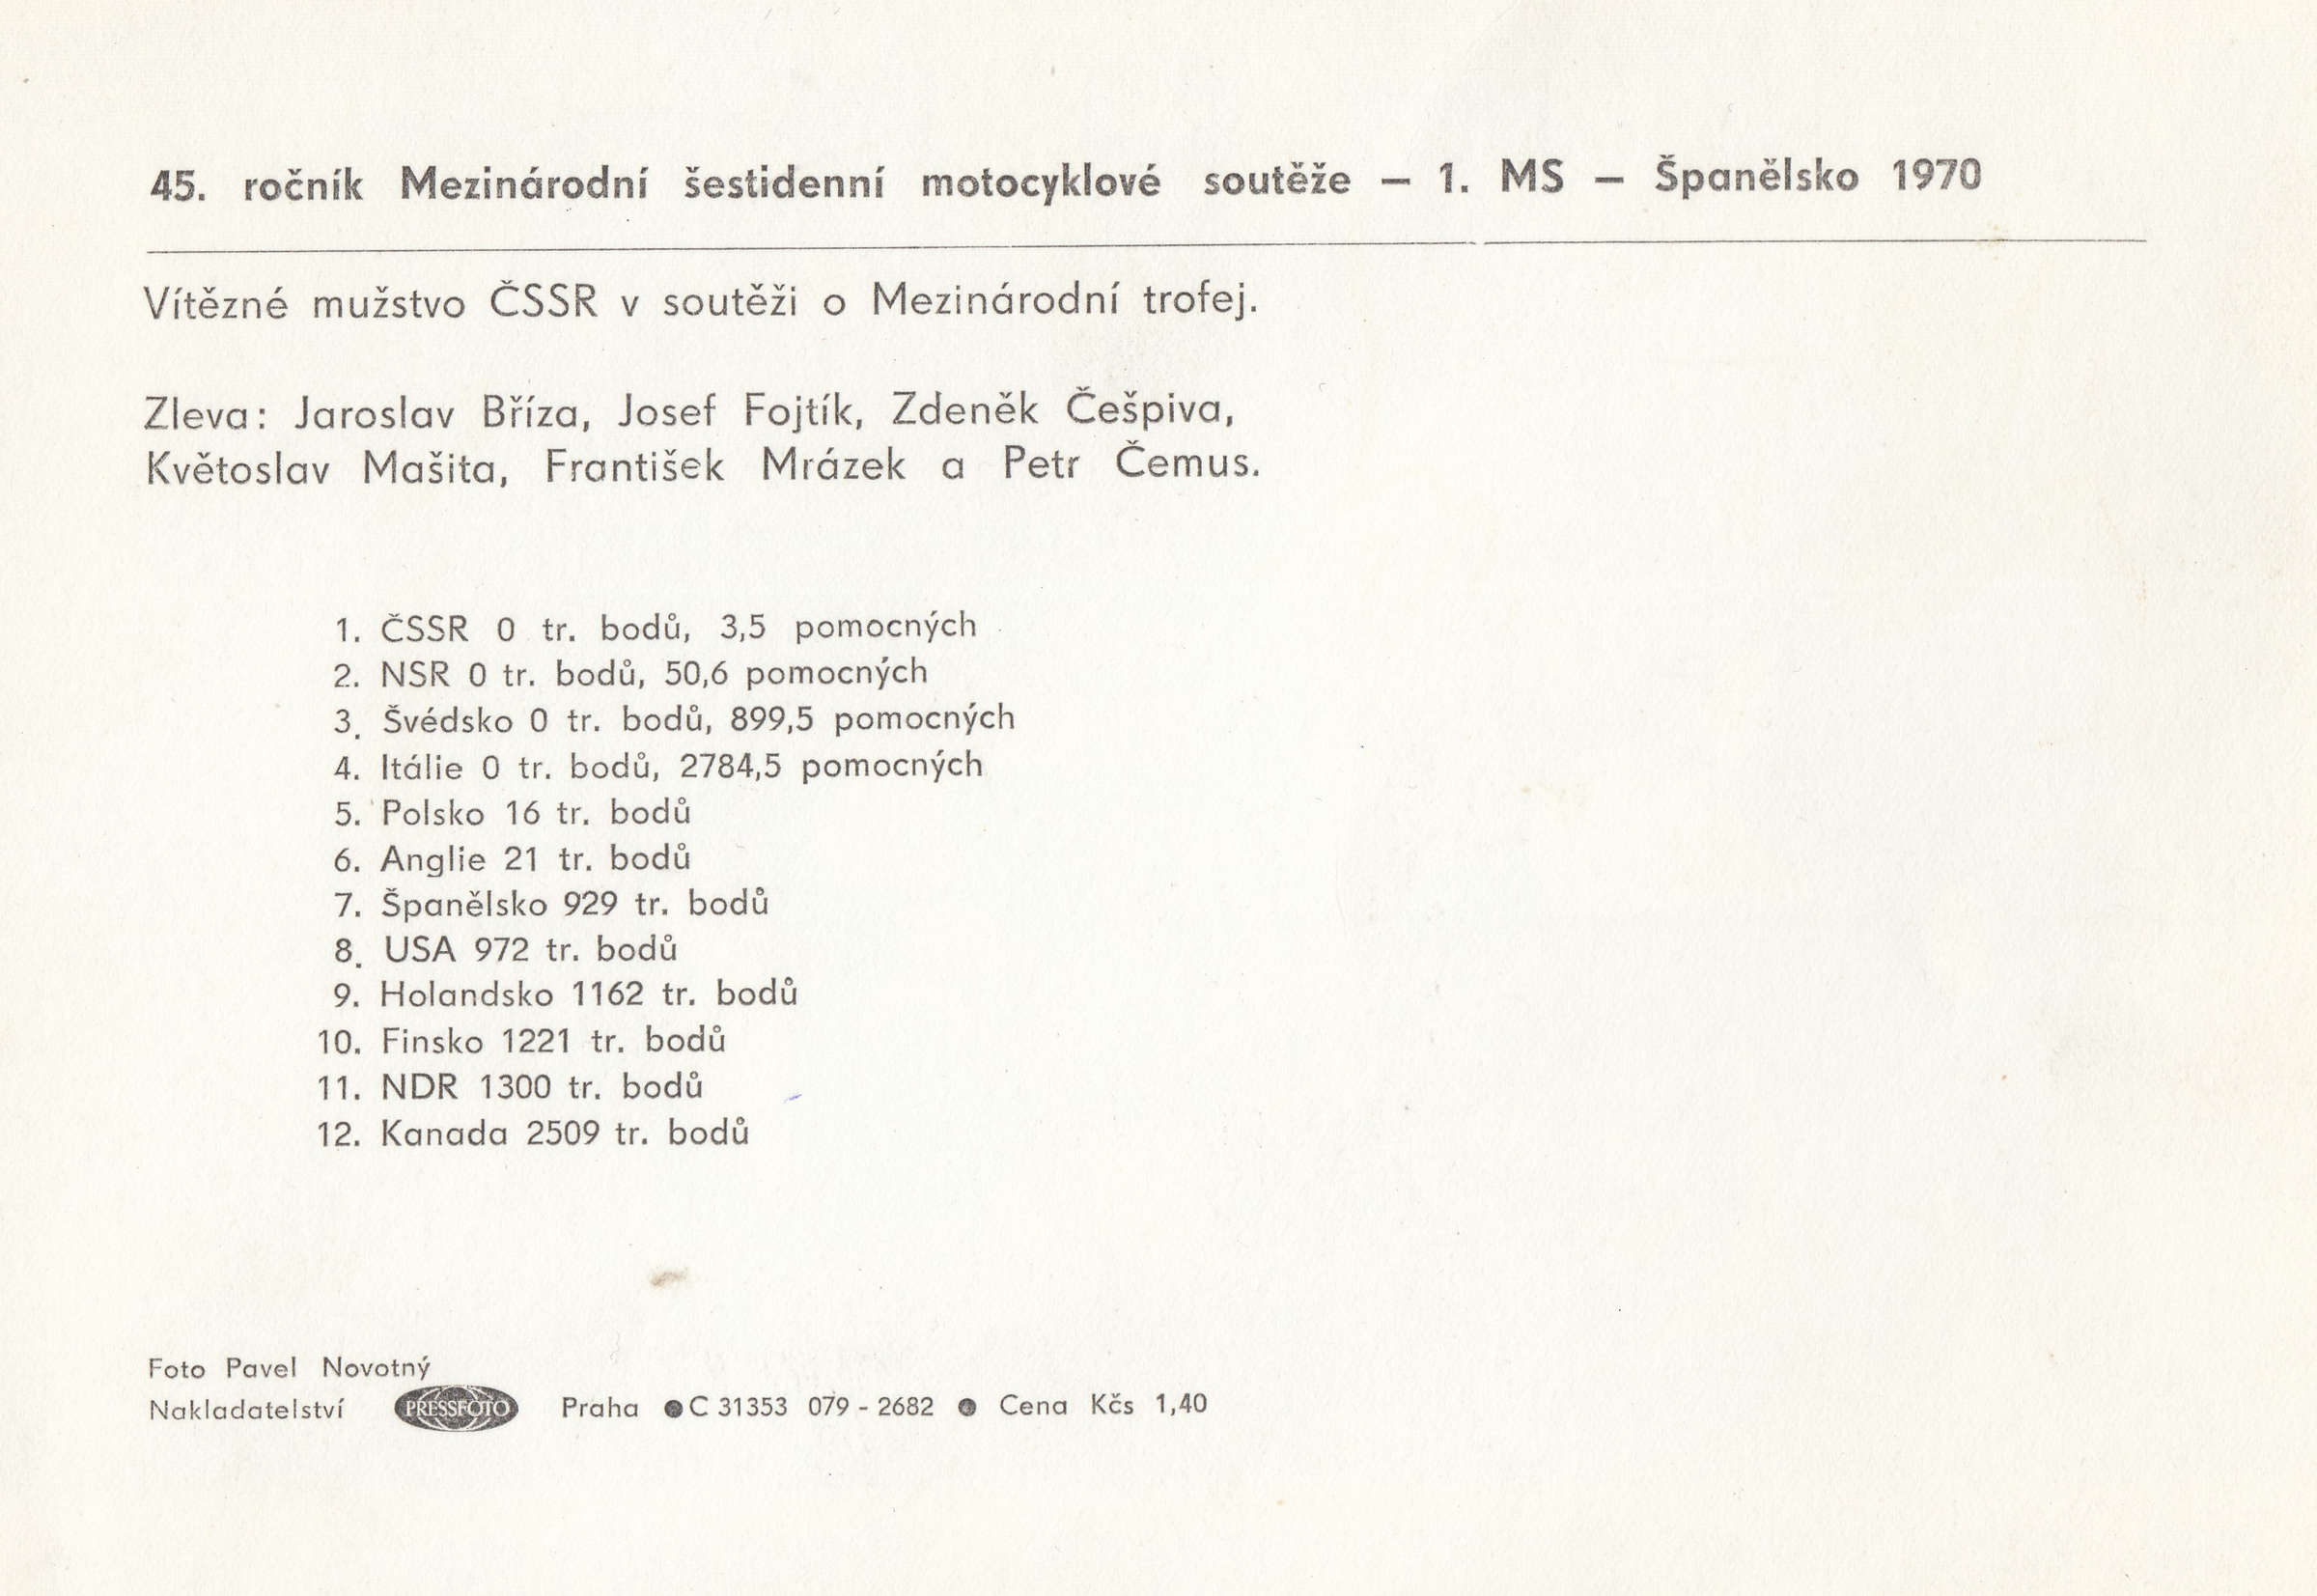 45. ročník Mezinárodní šestidenní motocyklové soutěže — 1. MS — Španělsko 1970
Vítězné mužstvo ČSSR v soutěži o Mezinárodní trofej.
Zleva: Jaroslav Bříza, Josef Fojtík, Zdeněk Češpiva,
Květoslav Mašita, František Mrázek a Petr Čemus.
1. ČSSR 0 tr. bodů, 3,5 pomocných
2. NSR 0 tr. bodů, 50,6 pomocných
3. Švédsko 0 tr. bodů, 899,5 pomocných
4. Itálie 0 tr. bodů, 2784,5 pomocných
5. Polsko 16 tr. bodů
6. Anglie 21 tr. bodů
7. Španělsko 929 tr. bodů
8. USA 972 tr. bodů
9. Holandsko 1162 tr. bodů
10. Finsko 1221 tr. bodů
11. NDR 1300 tr. bodů
12. Kanada 2509 tr. bodů
Foto Pavel Novotný
Nakladatelství PRESSFOTO Praha ● C 31353 079 - 2682 ● Cena Kčs 1,40